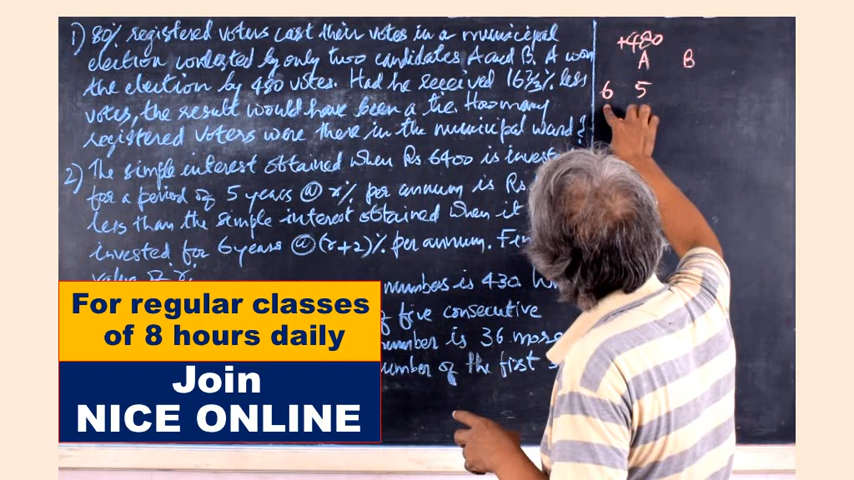 1) 80% registered voters cast their votes in a municipal
election contested by only two candidates A and B. A won
the election by 480 votes. Had he received 16⅔% less
votes, the result would have been a tie. How many
registered voters were there in the municipal ward?
2) The simple interest obtained when Rs 6400 is
for a period of 5 years @ r% per annum is Rs
less than the simple interest obtained when it
invested for 6 years @ (r+2)% per annum.
value of r.
numbers is 430
five consecutive
number is 36 more
of the first
+480
A B
6 5
For regular classes
of 8 hours daily
Join
NICE ONLINE